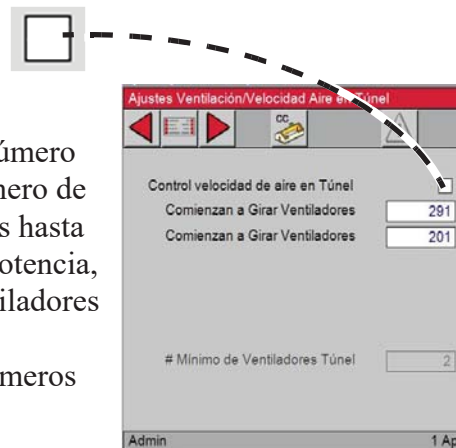 Ajustes Ventilación/Velocidad Aire en Túnel
CC
Control velocidad de aire en Túnel
Comienzan a Girar Ventiladores 291
Comienzan a Girar Ventiladores 201
# Mínimo de Ventiladores Túnel 2
Admin 1 Ap
úmero
nero de
s hasta
otencia,
iladores
meros